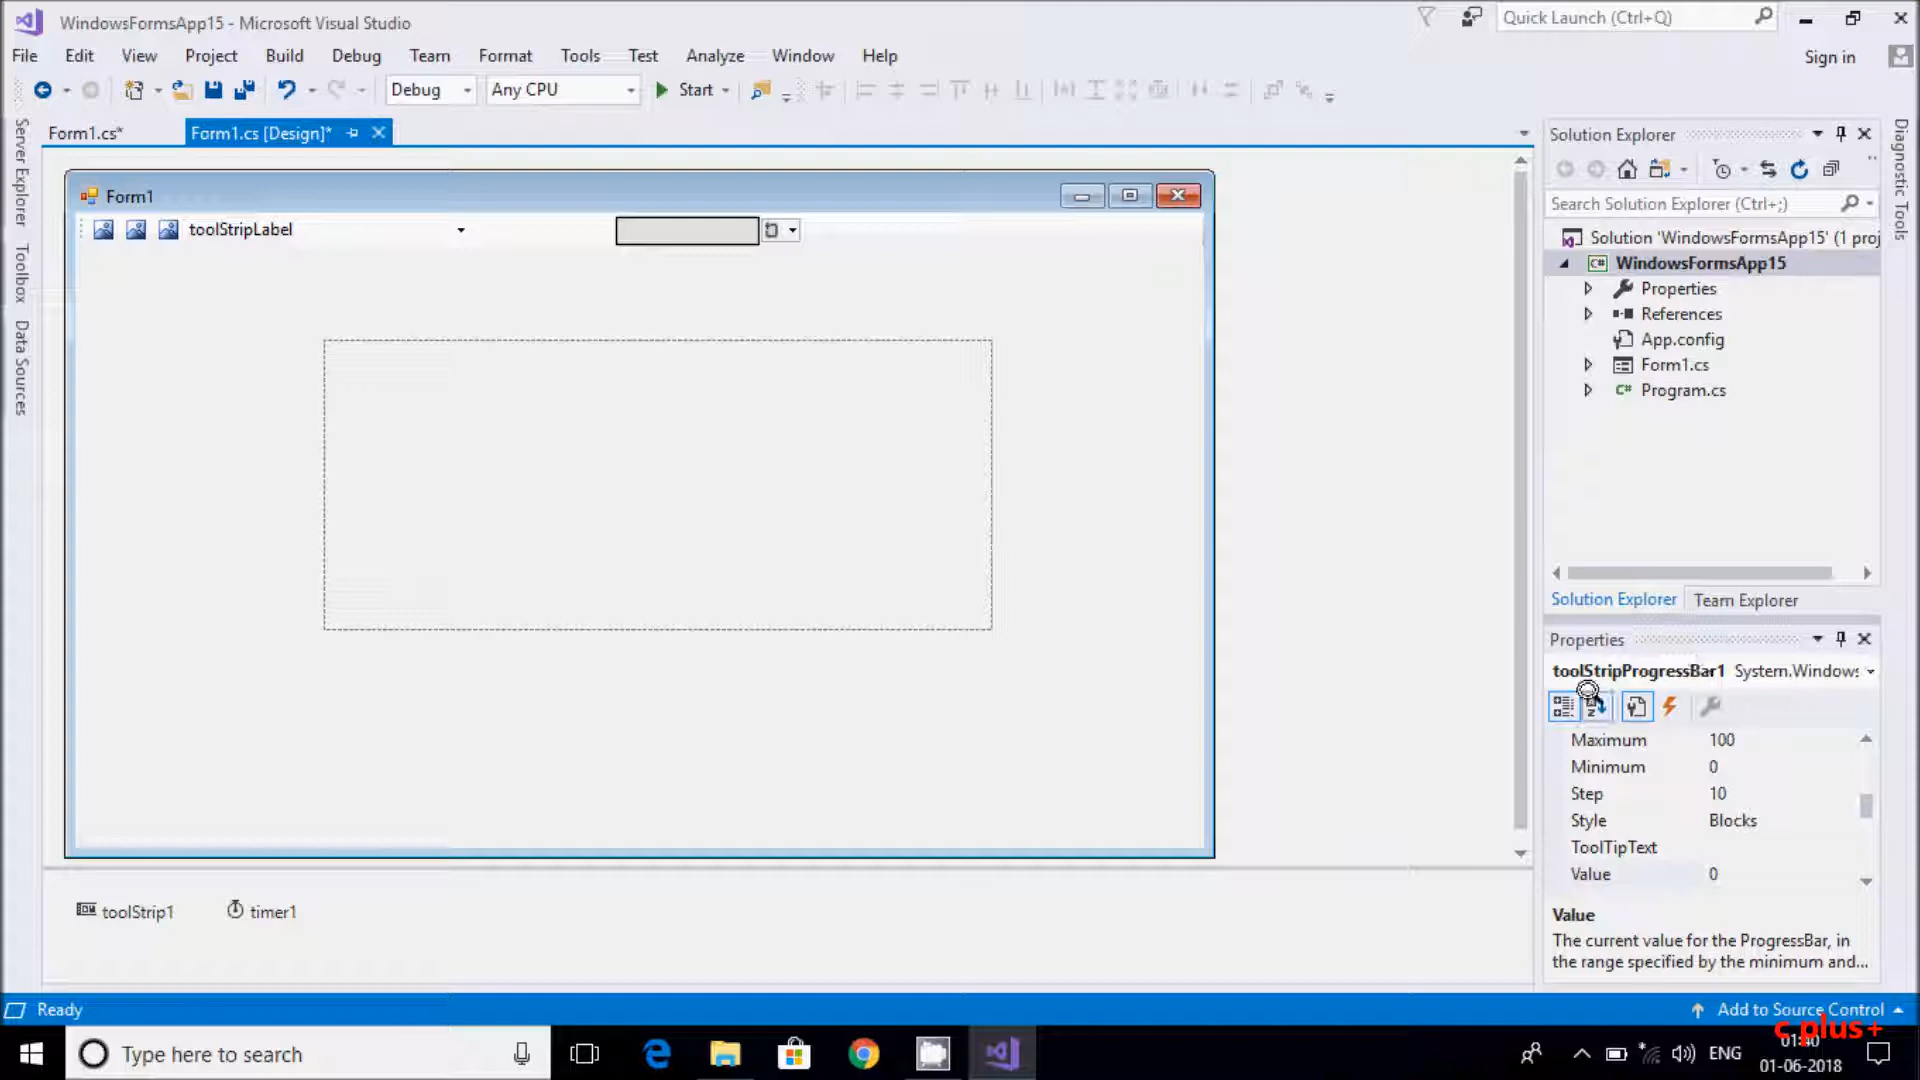 WindowsFormsApp15 - Microsoft Visual Studio
Quick Launch (Ctrl+Q)
File Edit View Project Build Debug Team Format Tools Test Analyze Window Help
Sign in
Debug Any CPU Start
Server Explorer
Toolbox
Data Sources
Form1.cs*
Form1.cs [Design]*
Form1
toolStripLabel
toolStrip1
timer1
Solution Explorer
Search Solution Explorer (Ctrl+;)
Solution 'WindowsFormsApp15' (1 proj
C# WindowsFormsApp15
Properties
References
App.config
Form1.cs
C# Program.cs
Solution Explorer Team Explorer
Diagnostic Tools
Properties
toolStripProgressBar1 System.Windows
Maximum 100
Minimum 0
Step 10
Style Blocks
ToolTipText
Value 0
Value
The current value for the ProgressBar, in
the range specified by the minimum and...
Ready
Add to Source Control
c plus+
Type here to search
ENG
01:40
01-06-2018